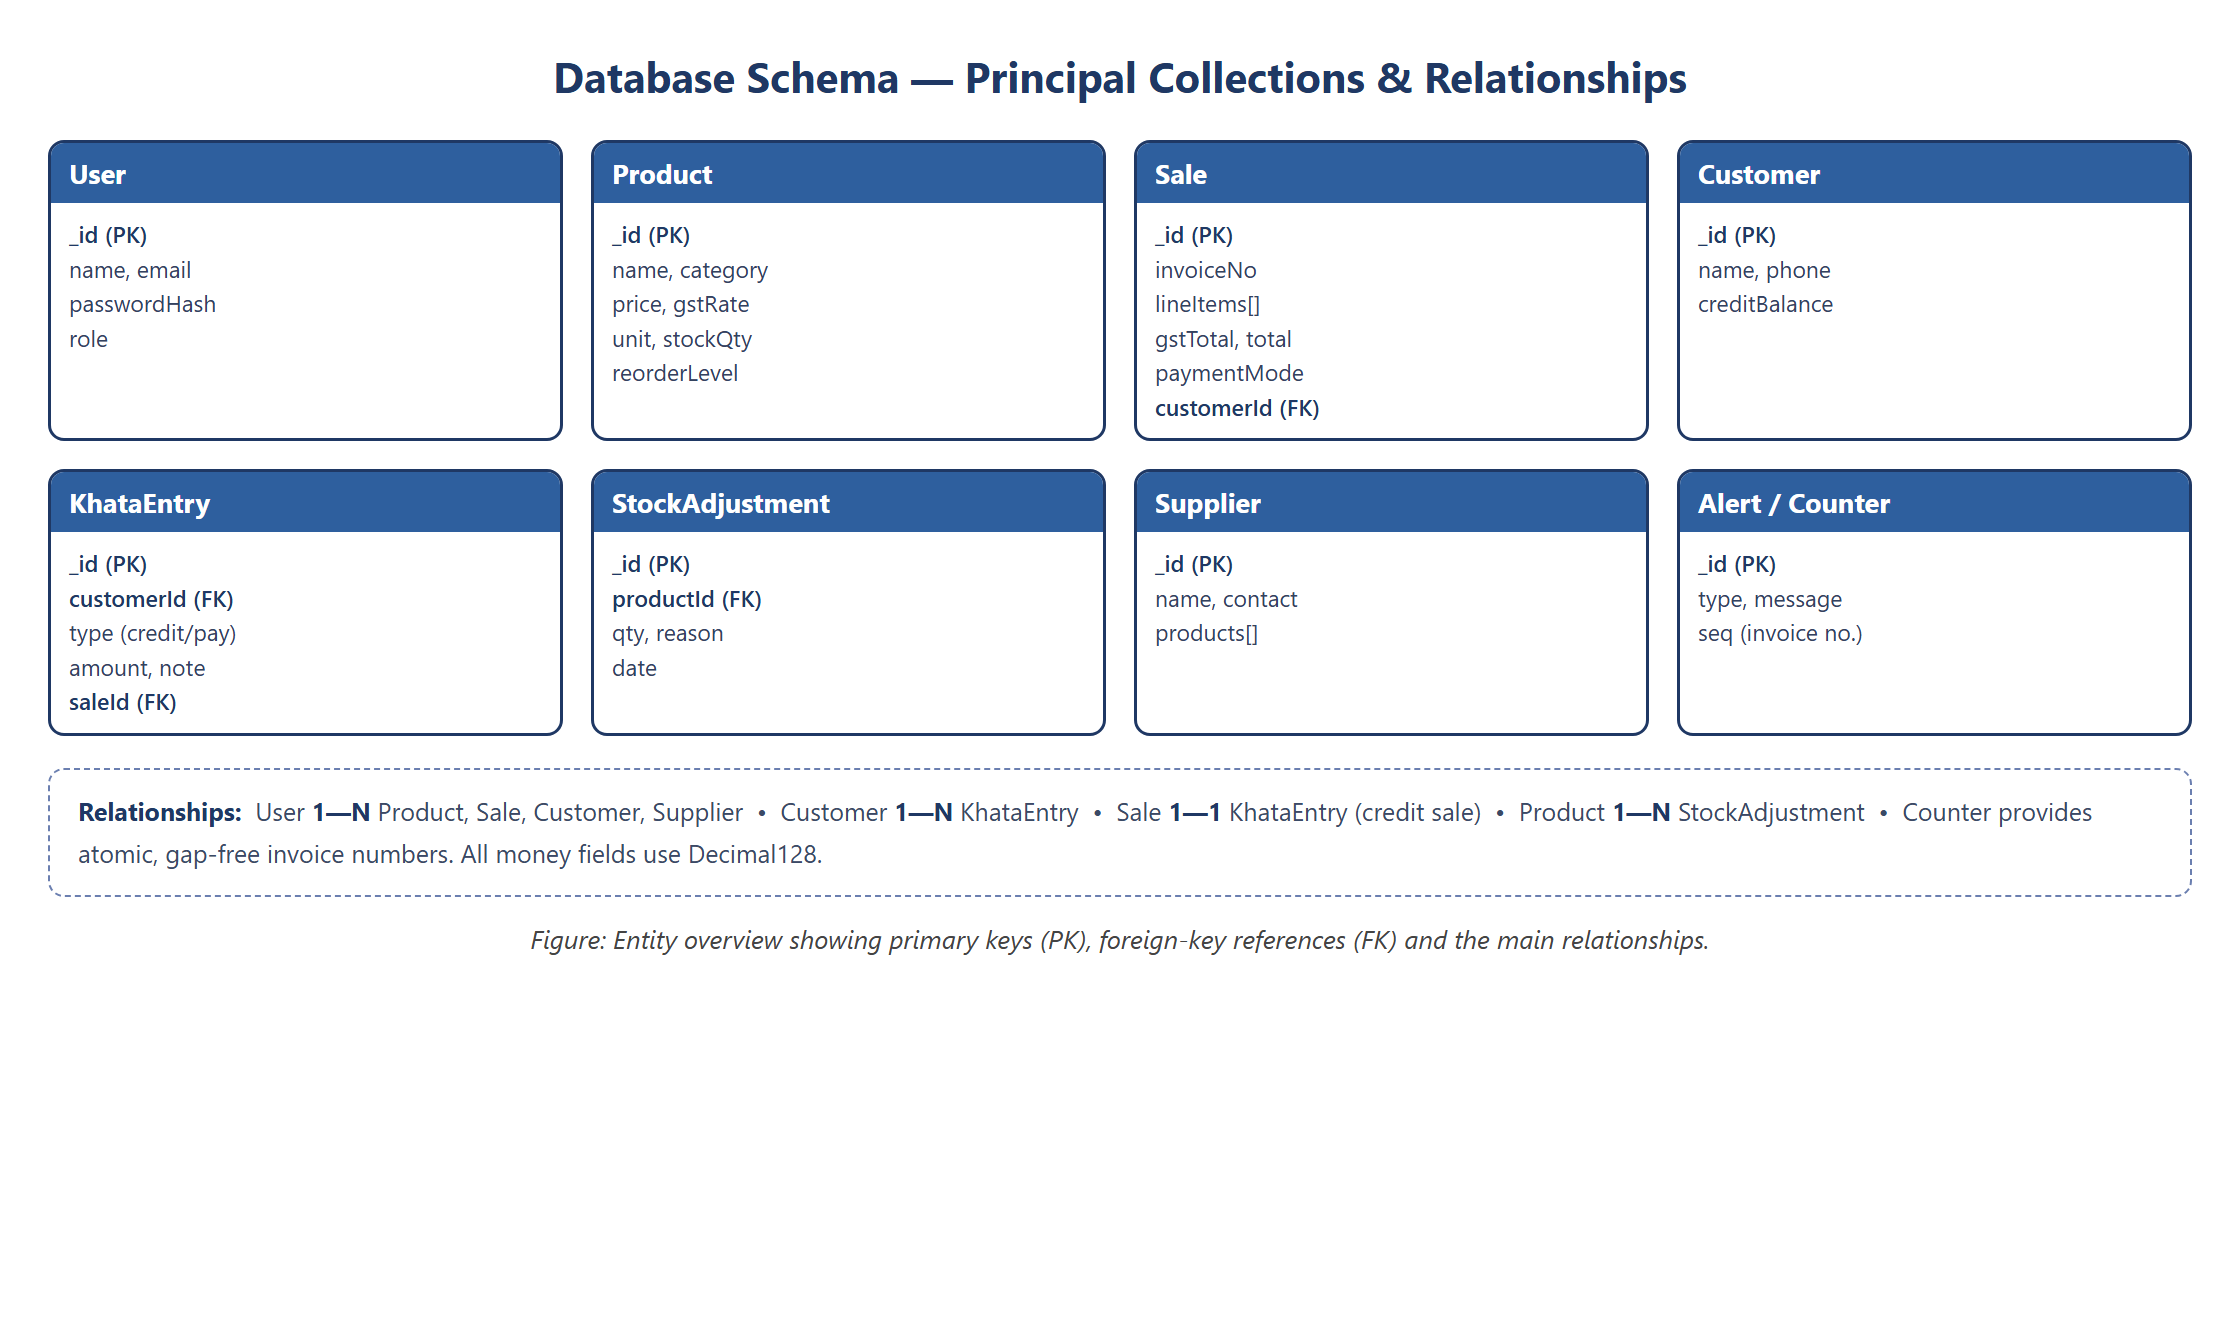 Database Schema — Principal Collections & Relationships
User
_id (PK)
name, email
passwordHash
role
Product
_id (PK)
name, category
price, gstRate
unit, stockQty
reorderLevel
Sale
_id (PK)
invoiceNo
lineItems[]
gstTotal, total
paymentMode
customerId (FK)
Customer
_id (PK)
name, phone
creditBalance
KhataEntry
_id (PK)
customerId (FK)
type (credit/pay)
amount, note
saleId (FK)
StockAdjustment
_id (PK)
productId (FK)
qty, reason
date
Supplier
_id (PK)
name, contact
products[]
Alert / Counter
_id (PK)
type, message
seq (invoice no.)
Relationships: User 1—N Product, Sale, Customer, Supplier • Customer 1—N KhataEntry • Sale 1—1 KhataEntry (credit sale) • Product 1—N StockAdjustment • Counter provides
atomic, gap-free invoice numbers. All money fields use Decimal128.
Figure: Entity overview showing primary keys (PK), foreign-key references (FK) and the main relationships.